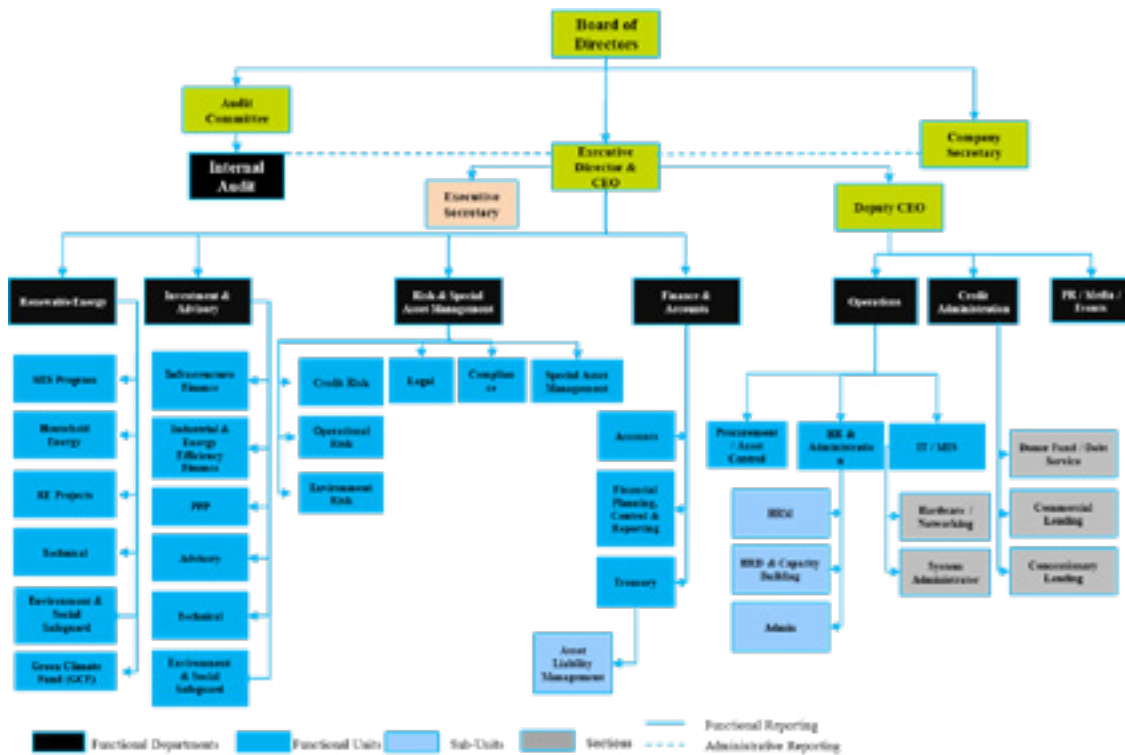 Board of
Directors
Audit
Committee
Company
Secretary
Internal
Audit
Executive
Director &
CEO
Executive
Secretary
Deputy CEO
Renewable Energy
Investment &
Advisory
Risk & Special
Asset Management
Finance &
Accounts
Operations
Credit
Administration
PR / Media /
Events
Program
Household
Energy
RE Projects
Technical
Environment &
Social
Safeguard
Green Climate
Fund (GCF)
Infrastructure
Finance
Industrial &
Energy
Efficiency
Finance
PPP
Advisory
Technical
Environment
& Social
Safeguard
Credit Risk
Operational
Risk
Environment
Risk
Legal
Complian
ce
Special Asset
Management
Accounts
Financial
Planning,
Control &
Reporting
Treasury
Asset
Liability
Management
Procurement
/ Asset
Control
HR &
Administratio
n
IT / MIS
HRM
HRD & Capacity
Building
Admin
Hardware /
Networking
System
Administrator
Donor Fund / Debt
Service
Commercial
Lending
Concessionary
Lending
Functional Departments
Functional Units
Sub-Units
Sections
Functional Reporting
Administrative Reporting